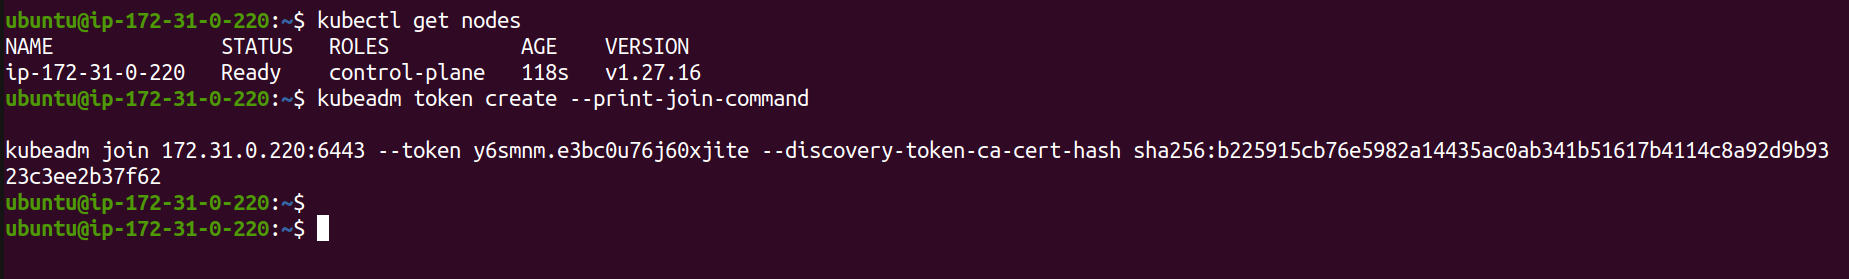 ubuntu@ip-172-31-0-220:~$ kubectl get nodes
NAME              STATUS   ROLES           AGE    VERSION
ip-172-31-0-220   Ready    control-plane   118s   v1.27.16
ubuntu@ip-172-31-0-220:~$ kubeadm token create --print-join-command
kubeadm join 172.31.0.220:6443 --token y6smnm.e3bc0u76j60xjite --discovery-token-ca-cert-hash sha256:b225915cb76e5982a14435ac0ab341b51617b4114c8a92d9b93
23c3ee2b37f62
ubuntu@ip-172-31-0-220:~$
ubuntu@ip-172-31-0-220:~$